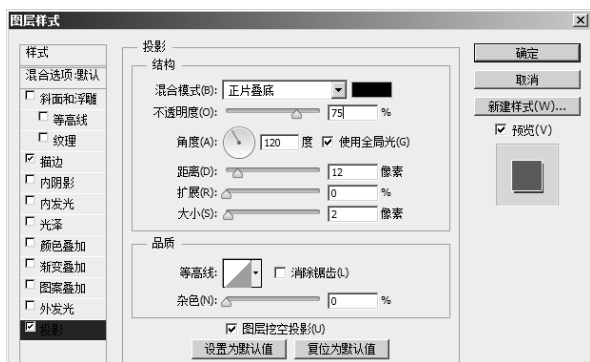 图层样式
样式
混合选项:默认
斜面和浮雕
等高线
纹理
描边
内阴影
内发光
光泽
颜色叠加
渐变叠加
图案叠加
外发光
投影
投影
结构
混合模式(B): 正片叠底
不透明度(O): 75 %
角度(A): 120 度 使用全局光(G)
距离(D): 12 像素
扩展(R): 0 %
大小(S): 2 像素
品质
等高线: 消除锯齿(L)
杂色(N): 0 %
图层挖空投影(U)
设置为默认值 复位为默认值
确定
取消
新建样式(W)...
预览(V)